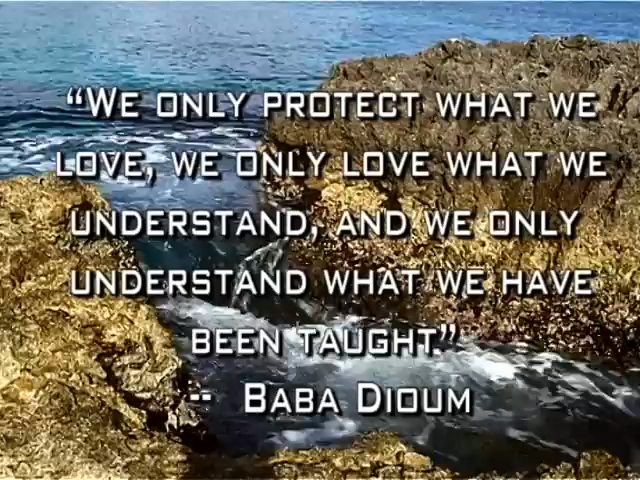 “We only protect what we
love, we only love what we
understand, and we only
understand what we have
been taught”
-- Baba Dioum